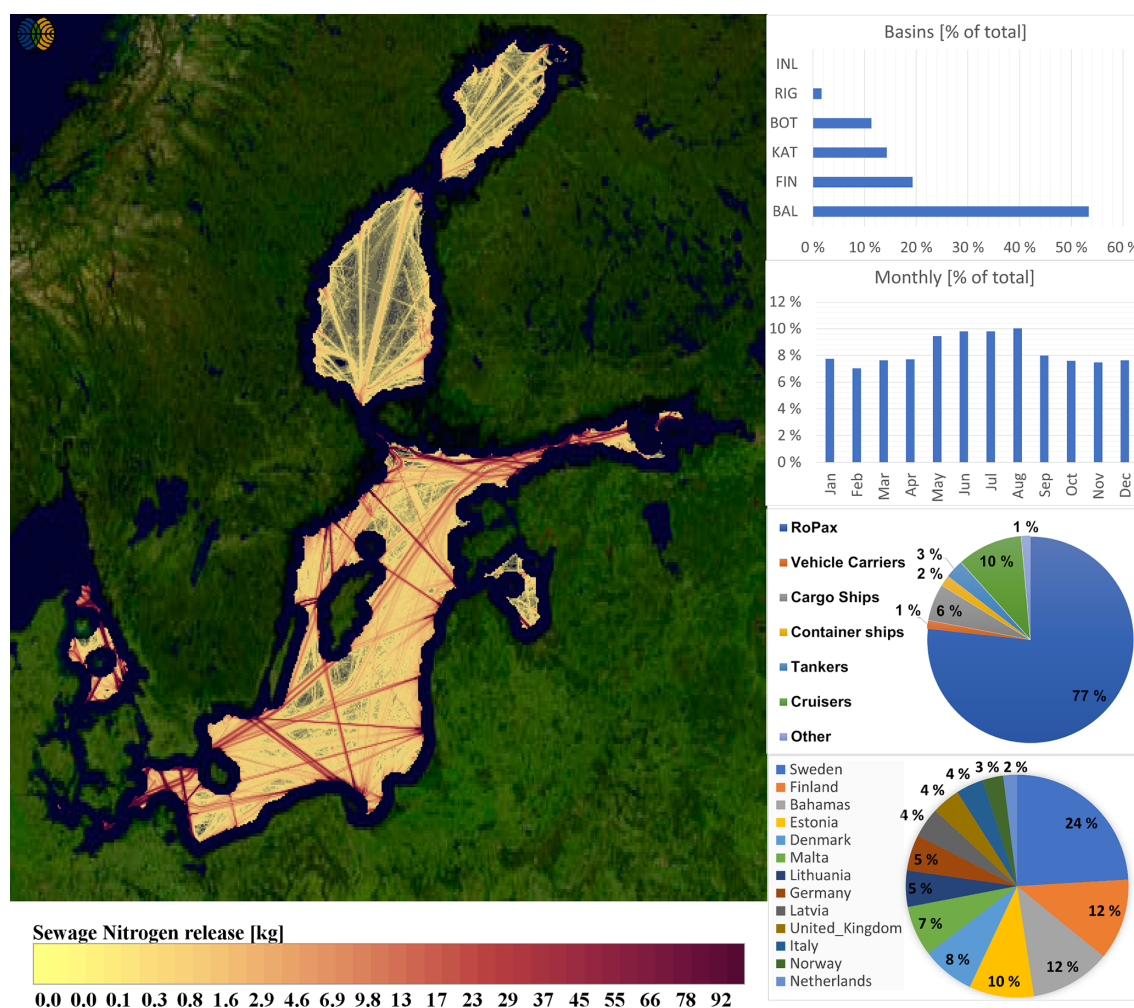 Basins [% of total]
INL
RIG
BOT
KAT
FIN
BAL
0 % 10 % 20 % 30 % 40 % 50 % 60 %
Monthly [% of total]
12 %
10 %
8 %
6 %
4 %
2 %
0 %
Jan Feb Mar Apr May Jun Jul Aug Sep Oct Nov Dec
RoPax
Vehicle Carriers
Cargo Ships
Container ships
Tankers
Cruisers
Other
1 %
3 %
2 %
10 %
1 %
6 %
77 %
Sweden
Finland
Bahamas
Estonia
Denmark
Malta
Lithuania
Germany
Latvia
United_Kingdom
Italy
Norway
Netherlands
4 % 3 % 2 %
4 %
4 %
24 %
5 %
5 %
12 %
7 %
8 %
10 %
12 %
Sewage Nitrogen release [kg]
0.0 0.0 0.1 0.3 0.8 1.6 2.9 4.6 6.9 9.8 13 17 23 29 37 45 55 66 78 92